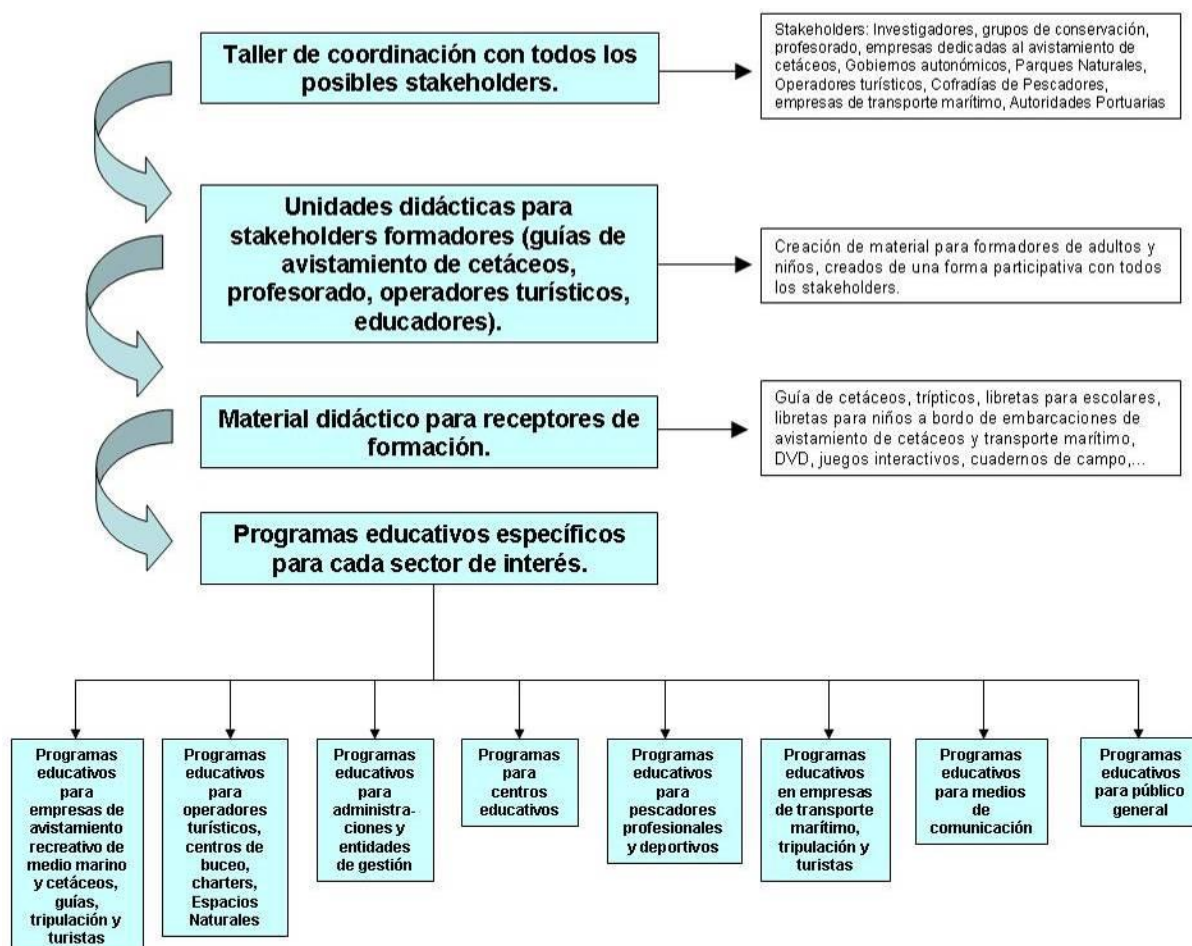 Taller de coordinación con todos los
posibles stakeholders.
Stakeholders: Investigadores, grupos de conservación,
profesorado, empresas dedicadas al avistamiento de
cetáceos, Gobiernos autonómicos, Parques Naturales,
Operadores turísticos, Cofradías de Pescadores,
empresas de transporte marítimo, Autoridades Portuarias
Unidades didácticas para
stakeholders formadores (guías de
avistamiento de cetáceos,
profesorado, operadores turísticos,
educadores).
Creación de material para formadores de adultos y
niños, creados de una forma participativa con todos
los stakeholders.
Material didáctico para receptores de
formación.
Guía de cetáceos, trípticos, libretas para escolares,
libretas para niños a bordo de embarcaciones de
avistamiento de cetáceos y transporte marítimo,
DVD, juegos interactivos, cuadernos de campo,...
Programas educativos específicos
para cada sector de interés.
Programas
educativos
para
empresas de
avistamiento
recreativo de
medio marino
y cetáceos,
guías,
tripulación y
turistas
Programas
educativos
para
operadores
turísticos,
centros de
buceo,
charters,
Espacios
Naturales
Programas
educativos
para
administra-
ciones y
entidades
de gestión
Programas
para
centros
educativos
Programas
educativos
para
pescadores
profesionales
y deportivos
Programas
educativos
en empresas
de transporte
marítimo,
tripulación y
turistas
Programas
educativos
para medios
de
comunicación
Programas
educativos
para público
general